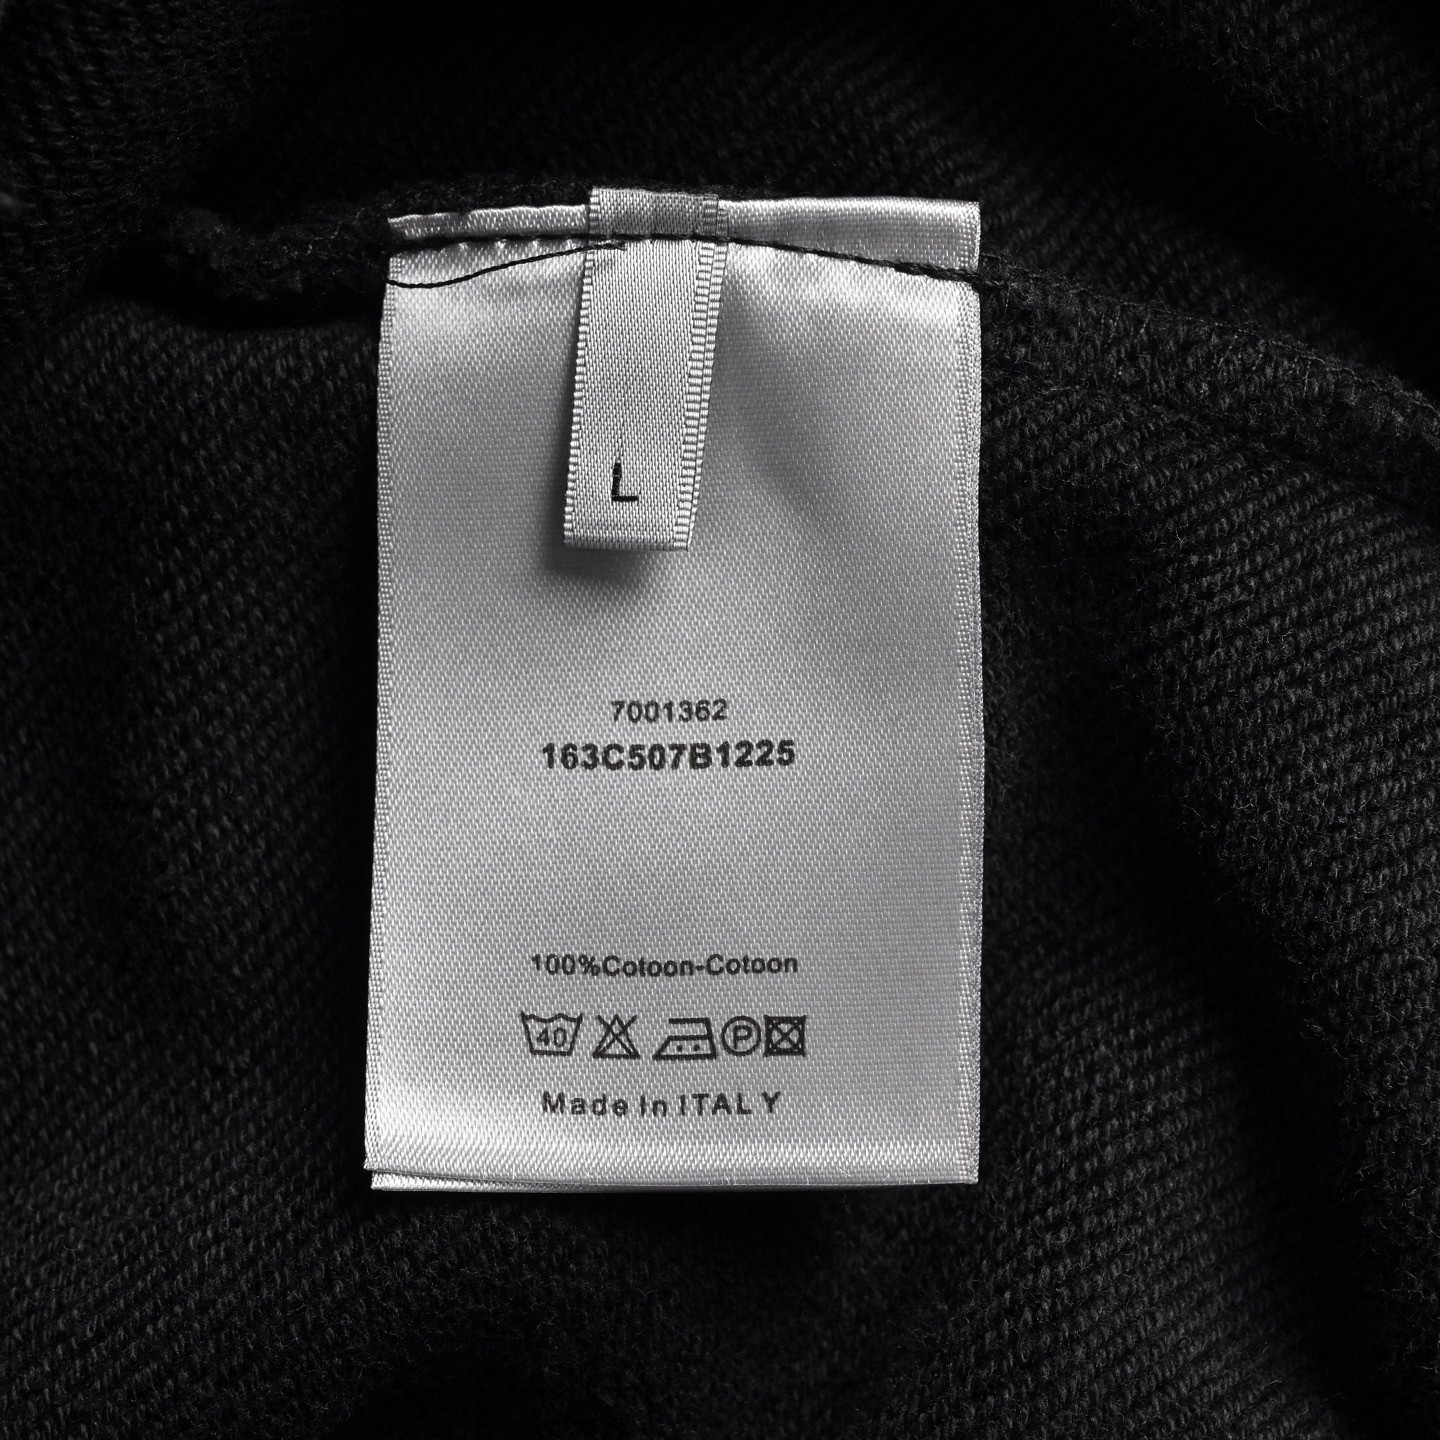 L
7001362
163C507B1225
100%Cotoon-Cotoon
40 P
Made In ITALY